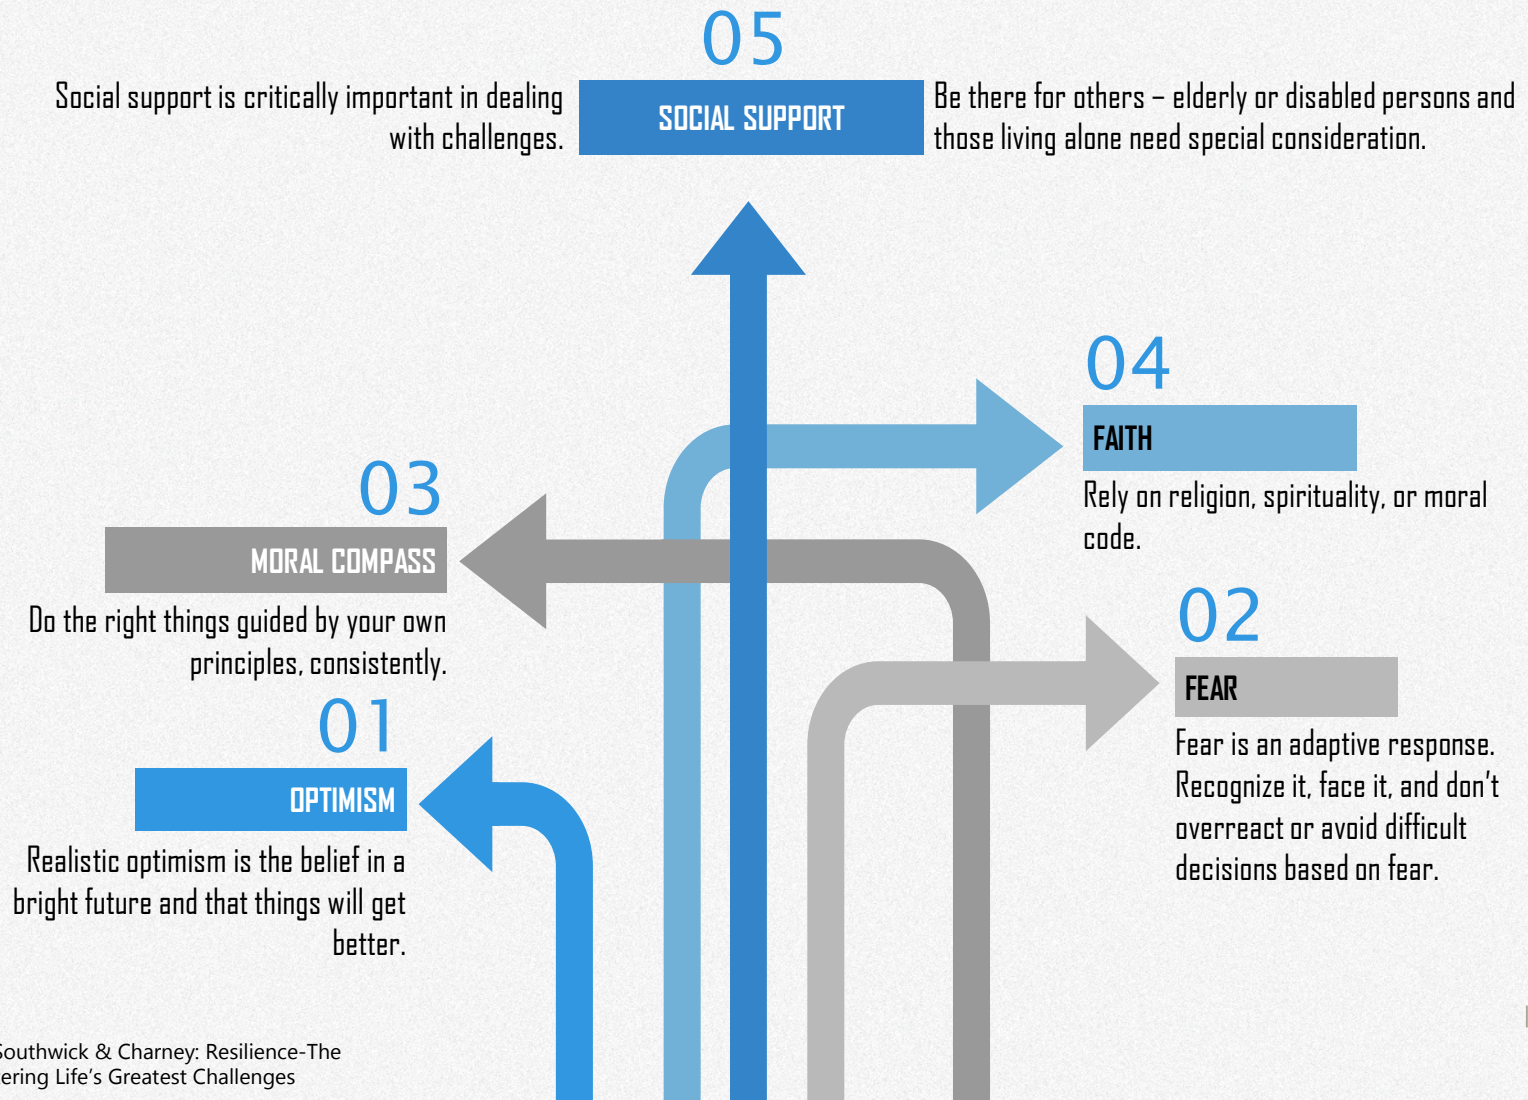 05
Social support is critically important in dealing
with challenges.
SOCIAL SUPPORT
Be there for others – elderly or disabled persons and
those living alone need special consideration.
04
FAITH
Rely on religion, spirituality, or moral
code.
03
MORAL COMPASS
Do the right things guided by your own
principles, consistently.
02
FEAR
Fear is an adaptive response.
Recognize it, face it, and don't
overreact or avoid difficult
decisions based on fear.
01
OPTIMISM
Realistic optimism is the belief in a
bright future and that things will get
better.
Southwick & Charney: Resilience-The
Life's Greatest Challenges